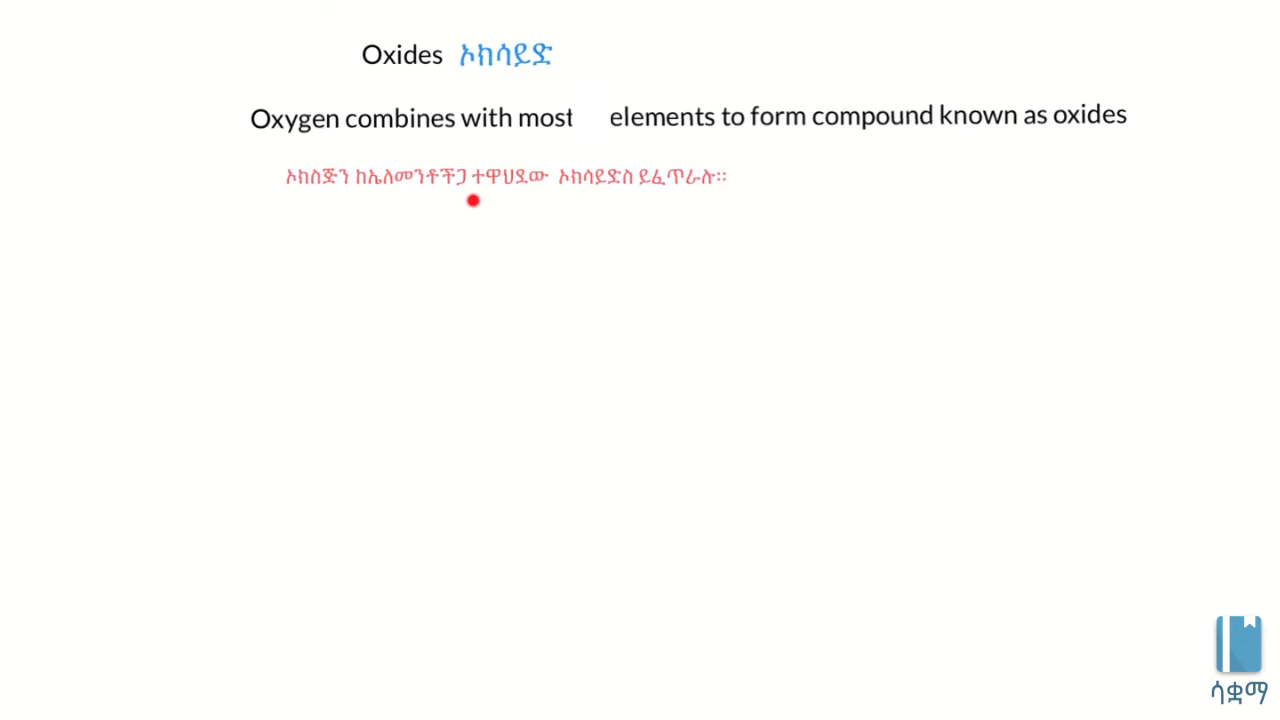 Oxides ኦክሳይድ
Oxygen combines with most elements to form compound known as oxides
ኦክስጅን ከኤለመንቶችጋ ተዋህደው ኦክሳይድስ ይፈጥራሉ፡፡
ሳቋማ